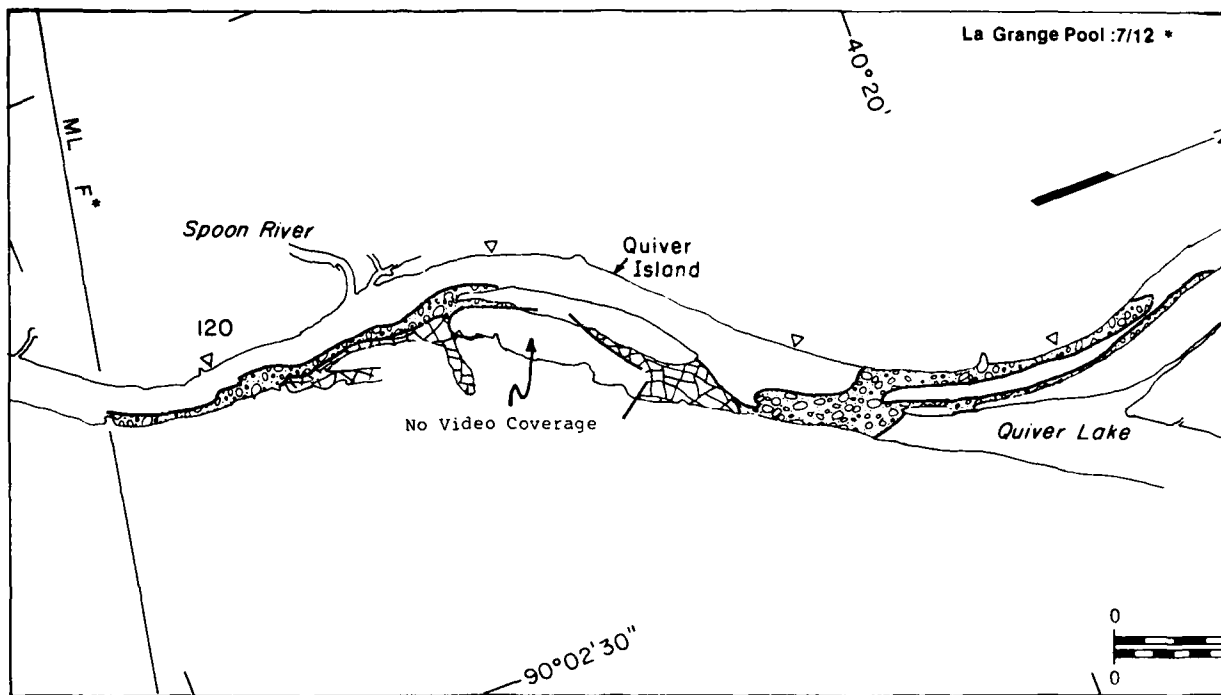 La Grange Pool :7/12 *
40°20'
ML F*
Spoon River
Quiver
Island
120
No Video Coverage
Quiver Lake
0
90°02'30"
0